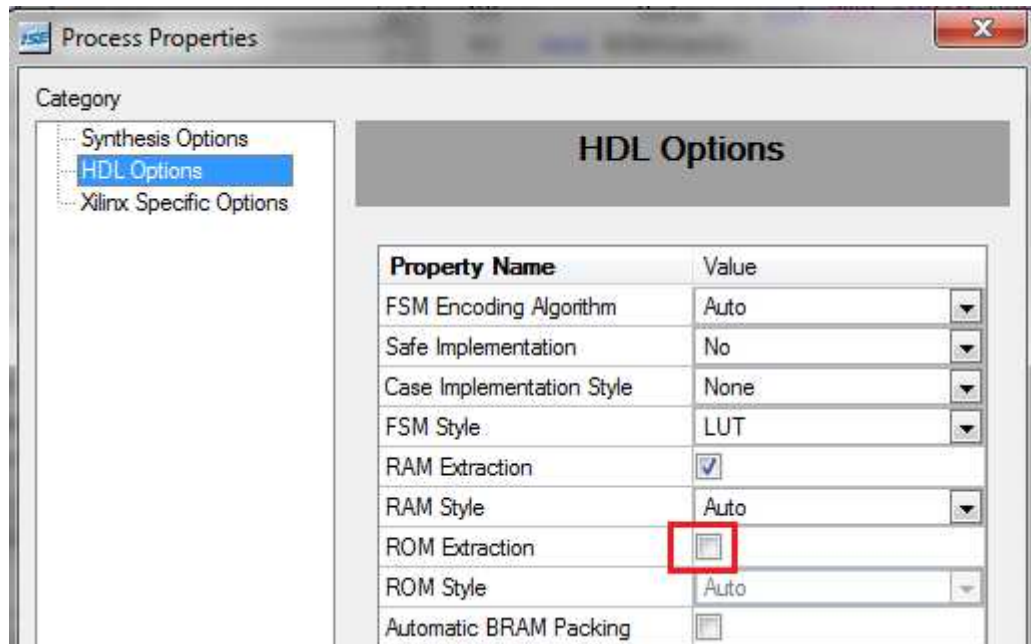 ISE Process Properties
X
Category
Synthesis Options
HDL Options
Xilinx Specific Options
HDL Options
Property Name Value
FSM Encoding Algorithm Auto
Safe Implementation No
Case Implementation Style None
FSM Style LUT
RAM Extraction
RAM Style Auto
ROM Extraction
ROM Style Auto
Automatic BRAM Packing